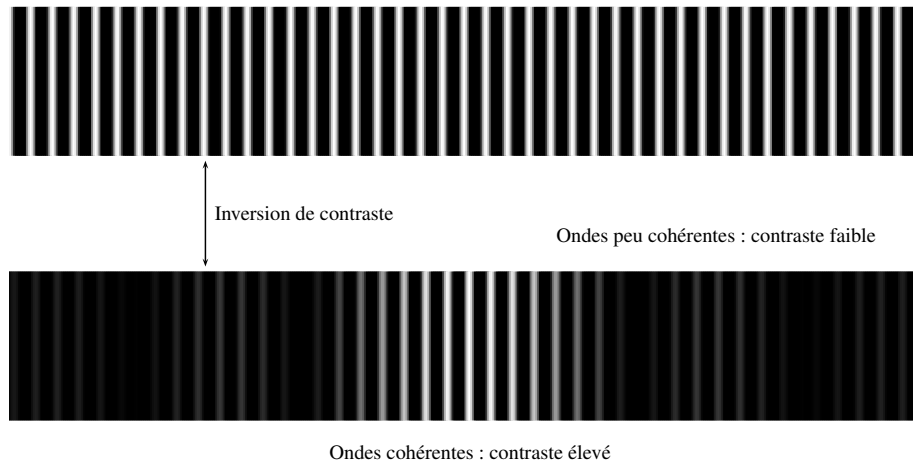 Inversion de contraste
Ondes peu cohérentes : contraste faible
Ondes cohérentes : contraste élevé